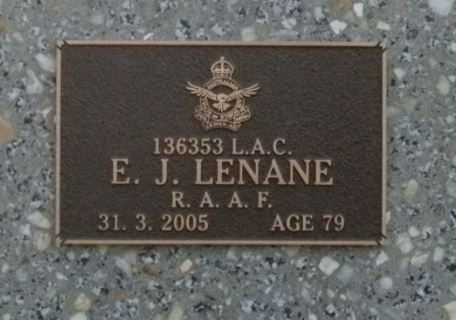 136353 L.A.C.
E. J. LENANE
R. A. A. F.
31. 3. 2005 AGE 79